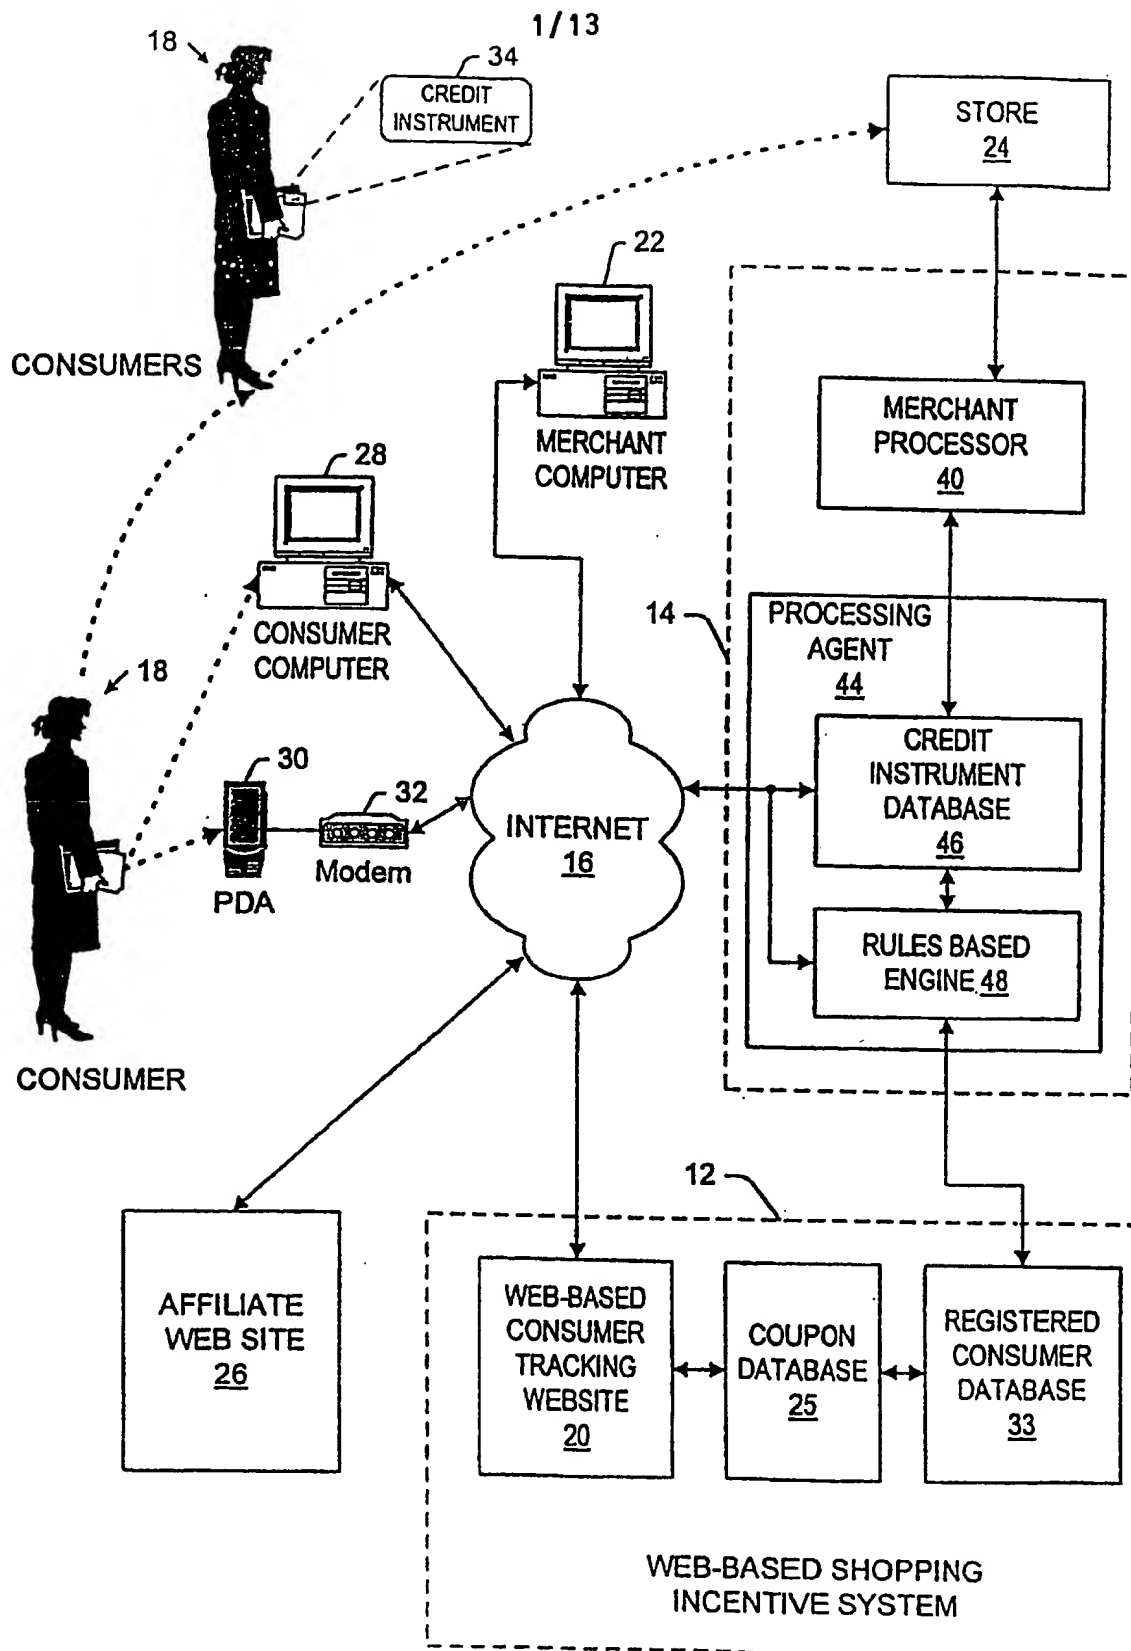 1/13
18
34
CREDIT
INSTRUMENT
STORE
24
22
CONSUMERS
MERCHANT
COMPUTER
MERCHANT
PROCESSOR
40
28
CONSUMER
COMPUTER
14
PROCESSING
AGENT
44
18
CREDIT
INSTRUMENT
DATABASE
46
30
PDA
32
Modem
INTERNET
16
RULES BASED
ENGINE 48
CONSUMER
12
AFFILIATE
WEB SITE
26
WEB-BASED
CONSUMER
TRACKING
WEBSITE
20
COUPON
DATABASE
25
REGISTERED
CONSUMER
DATABASE
33
WEB-BASED SHOPPING
INCENTIVE SYSTEM